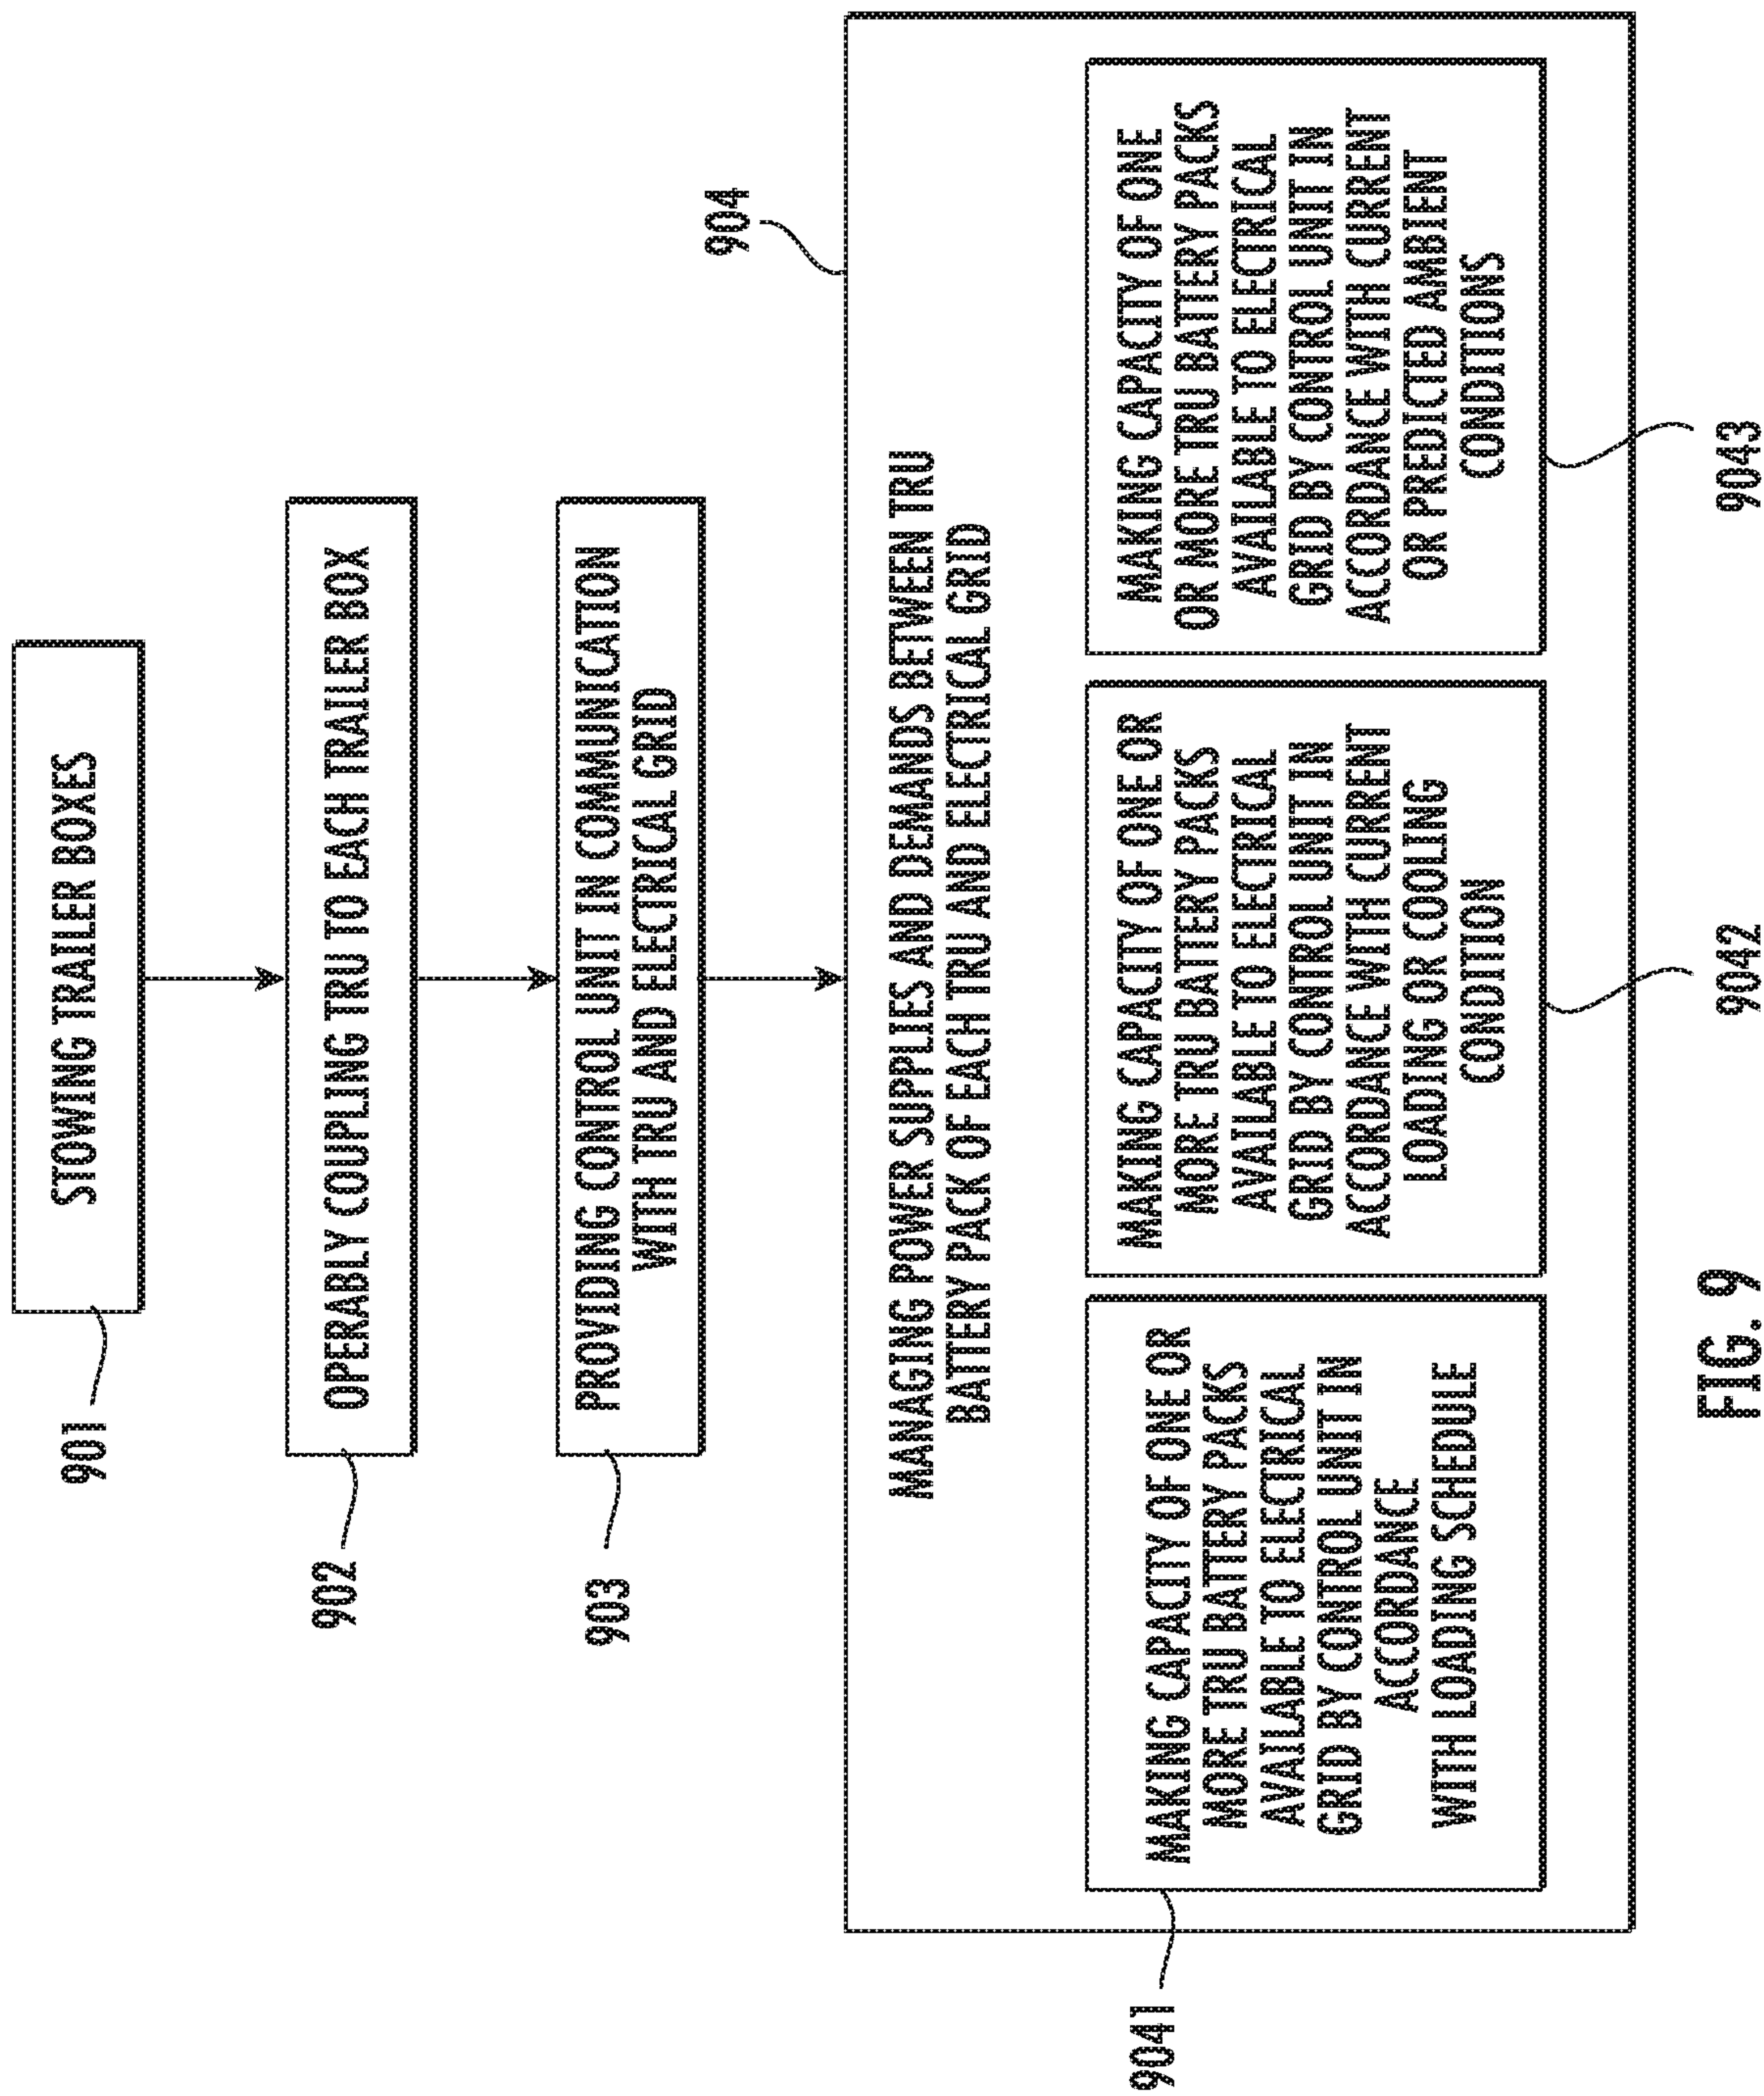 901
STOWING TRAILER BOXES
902
OPERABLY COUPLING TRU TO EACH TRAILER BOX
903
PROVIDING CONTROL UNIT IN COMMUNICATION
WITH TRU AND ELECTRICAL GRID
904
MANAGING POWER SUPPLIES AND DEMANDS BETWEEN TRU
BATTERY PACK OF EACH TRU AND ELECTRICAL GRID
9041
MAKING CAPACITY OF ONE OR
MORE TRU BATTERY PACKS
AVAILABLE TO ELECTRICAL
GRID BY CONTROL UNIT IN
ACCORDANCE
WITH LOADING SCHEDULE
MAKING CAPACITY OF ONE OR
MORE TRU BATTERY PACKS
AVAILABLE TO ELECTRICAL
GRID BY CONTROL UNIT IN
ACCORDANCE WITH CURRENT
LOADING OR COOLING
CONDITION
9042
MAKING CAPACITY OF ONE
OR MORE TRU BATTERY PACKS
AVAILABLE TO ELECTRICAL
GRID BY CONTROL UNIT IN
ACCORDANCE WITH CURRENT
OR PREDICTED AMBIENT
CONDITIONS
9043
FIG. 9